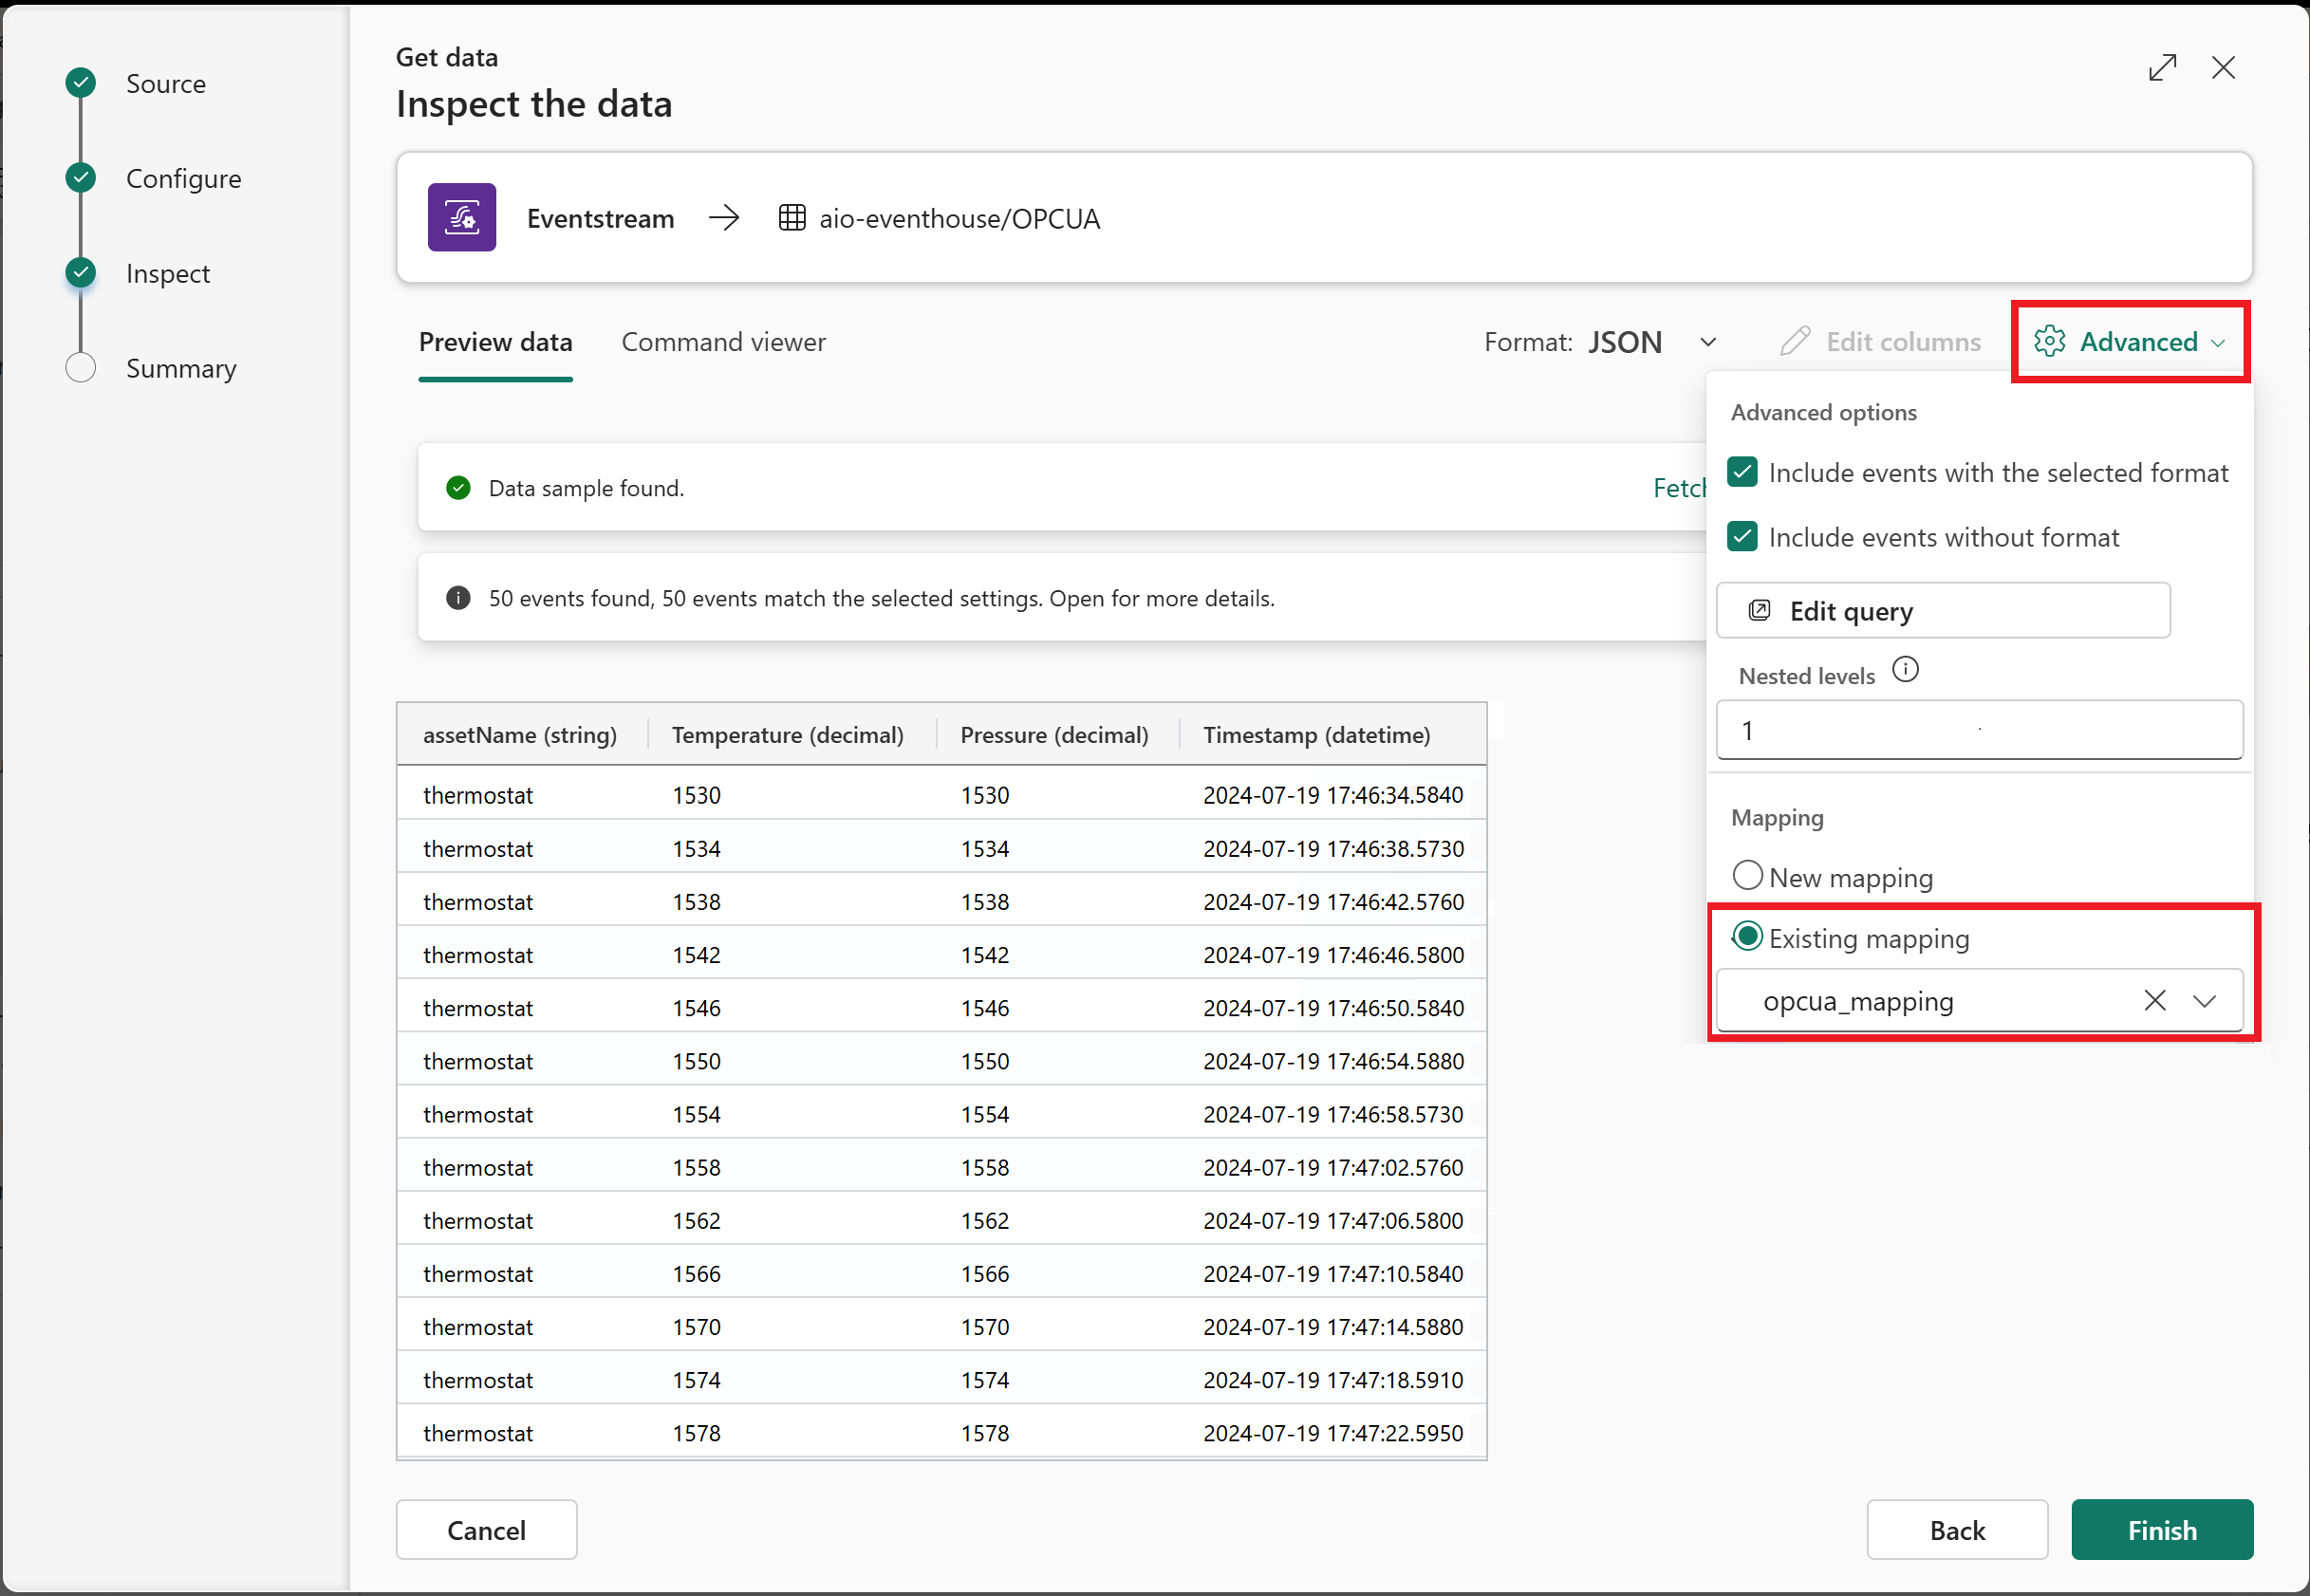 Source
Configure
Inspect
Summary
Get data
Inspect the data
Eventstream aio-eventhouse/OPCUA
Preview data Command viewer Format: JSON Edit columns Advanced
Data sample found.
50 events found, 50 events match the selected settings. Open for more details.
Advanced options
Include events with the selected format
Include events without format
Edit query
Nested levels
1
Mapping
New mapping
Existing mapping
opcua_mapping
assetName (string) Temperature (decimal) Pressure (decimal) Timestamp (datetime)
thermostat 1530 1530 2024-07-19 17:46:34.5840
thermostat 1534 1534 2024-07-19 17:46:38.5730
thermostat 1538 1538 2024-07-19 17:46:42.5760
thermostat 1542 1542 2024-07-19 17:46:46.5800
thermostat 1546 1546 2024-07-19 17:46:50.5840
thermostat 1550 1550 2024-07-19 17:46:54.5880
thermostat 1554 1554 2024-07-19 17:46:58.5730
thermostat 1558 1558 2024-07-19 17:47:02.5760
thermostat 1562 1562 2024-07-19 17:47:06.5800
thermostat 1566 1566 2024-07-19 17:47:10.5840
thermostat 1570 1570 2024-07-19 17:47:14.5880
thermostat 1574 1574 2024-07-19 17:47:18.5910
thermostat 1578 1578 2024-07-19 17:47:22.5950
Cancel Back Finish